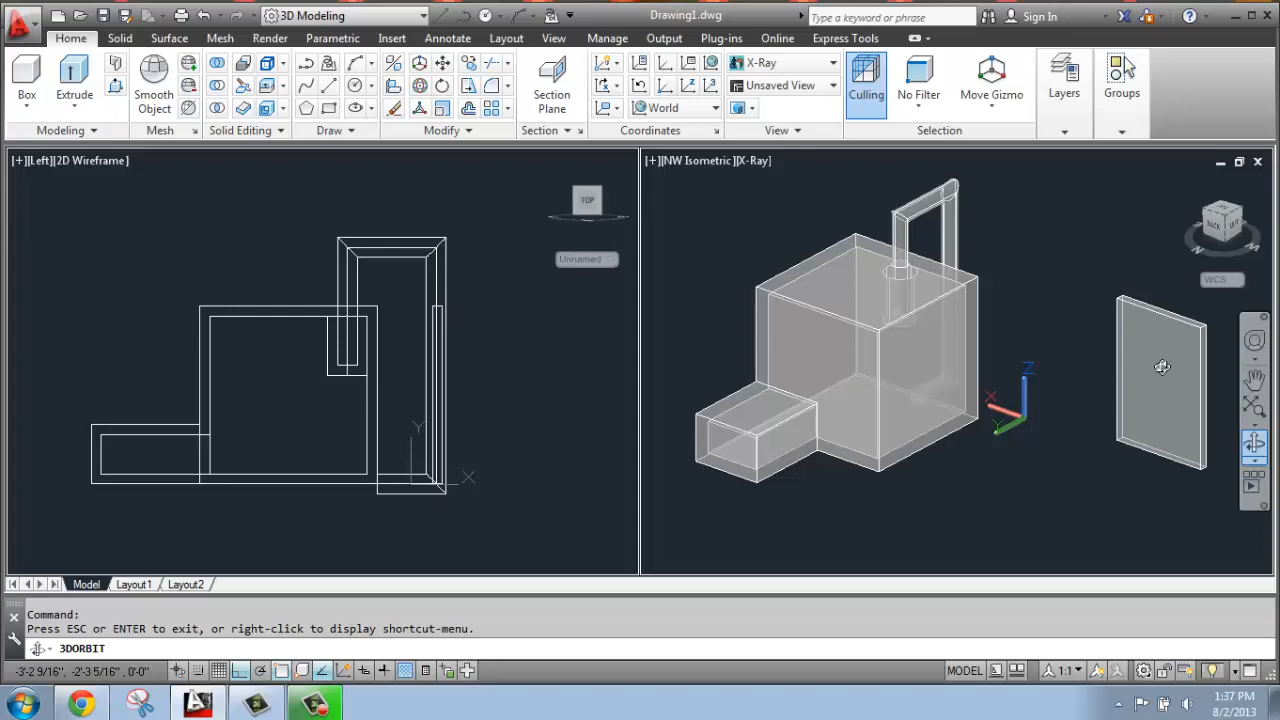 3D Modeling
Drawing1.dwg
Type a keyword or phrase
Sign In
Home Solid Surface Mesh Render Parametric Insert Annotate Layout View Manage Output Plug-ins Online Express Tools
Box
Extrude
Smooth
Object
Section
Plane
X-Ray
Unsaved View
World
Culling
No Filter
Move Gizmo
Layers
Groups
Modeling Mesh Solid Editing Draw Modify Section Coordinates View Selection
[+][Left][2D Wireframe]
[+][NW Isometric][X-Ray]
TOP
Unnamed
BACK
LEFT
N
W
WCS
X
Y
Z
Y
X
Model Layout1 Layout2
Command:
Press ESC or ENTER to exit, or right-click to display shortcut-menu.
3DORBIT
-3'-2 9/16", -2'-3 5/16", 0'-0"
MODEL
1:1
1:37 PM
8/2/2013